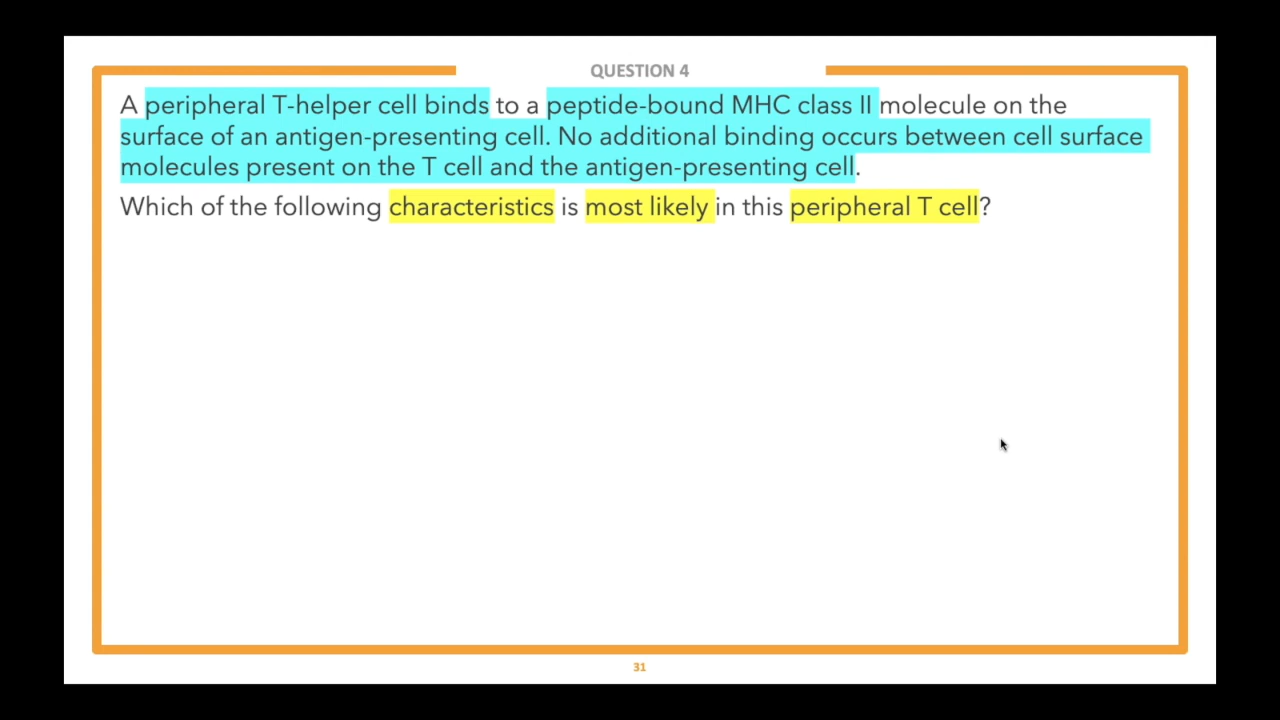 QUESTION 4
A peripheral T-helper cell binds to a peptide-bound MHC class II molecule on the
surface of an antigen-presenting cell. No additional binding occurs between cell surface
molecules present on the T cell and the antigen-presenting cell.
Which of the following characteristics is most likely in this peripheral T cell?
31